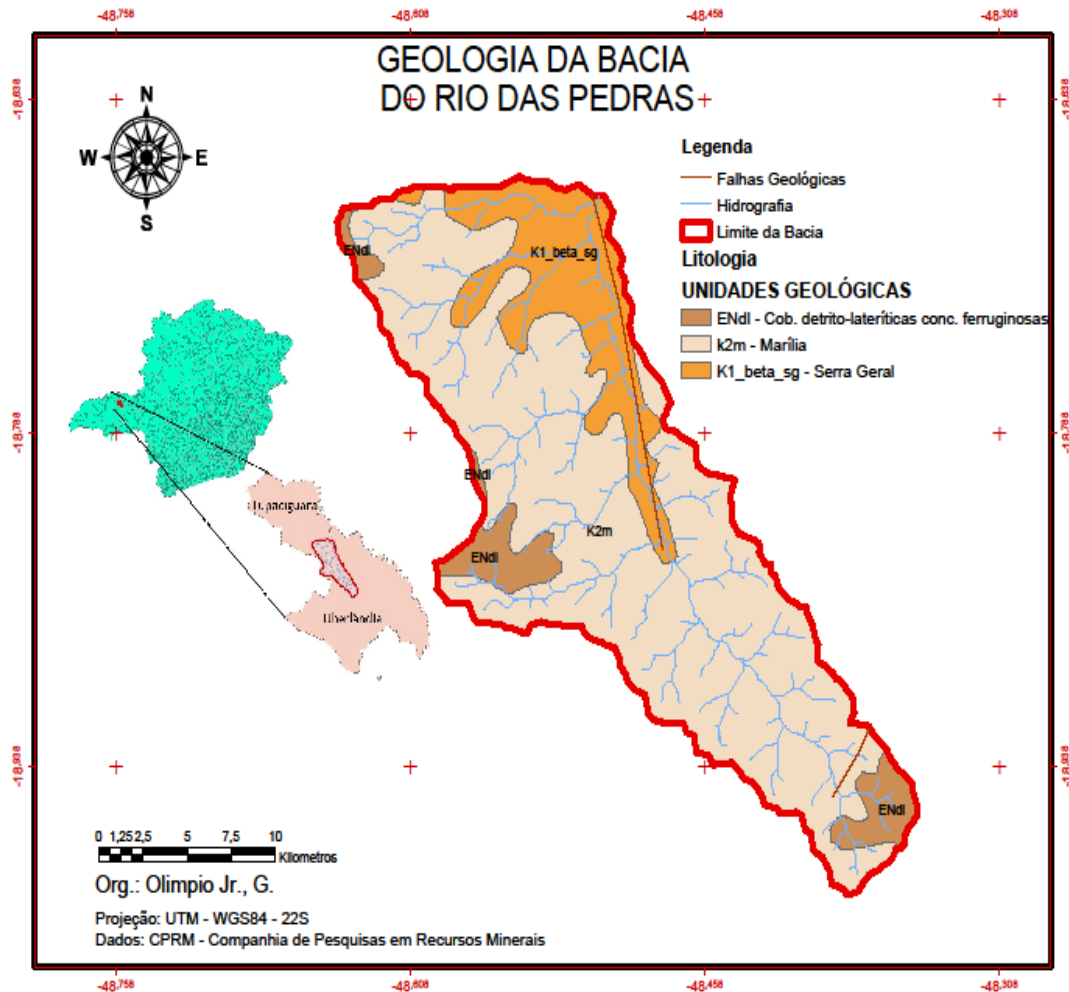 -48,758 -48,608 -48,458 -48,308
GEOLOGIA DA BACIA
DO RIO DAS PEDRAS
-18,638 -18,638
N
W E
S
Legenda
Falhas Geológicas
Hidrografia
Limite da Bacia
Litologia
UNIDADES GEOLÓGICAS
ENdl - Cob. detrito-lateríticas conc. ferruginosas
k2m - Marília
K1_beta_sg - Serra Geral
ENdl
K1_beta_sg
-18,788 -18,788
ENdl
Tupaciguara
K2m
ENdl
Uberlândia
-18,938 -18,938
ENdl
0 1,25 2,5 5 7,5 10
Kilometros
Org.: Olimpio Jr., G.
Projeção: UTM - WGS84 - 22S
Dados: CPRM - Companhia de Pesquisas em Recursos Minerais
-48,758 -48,608 -48,458 -48,308